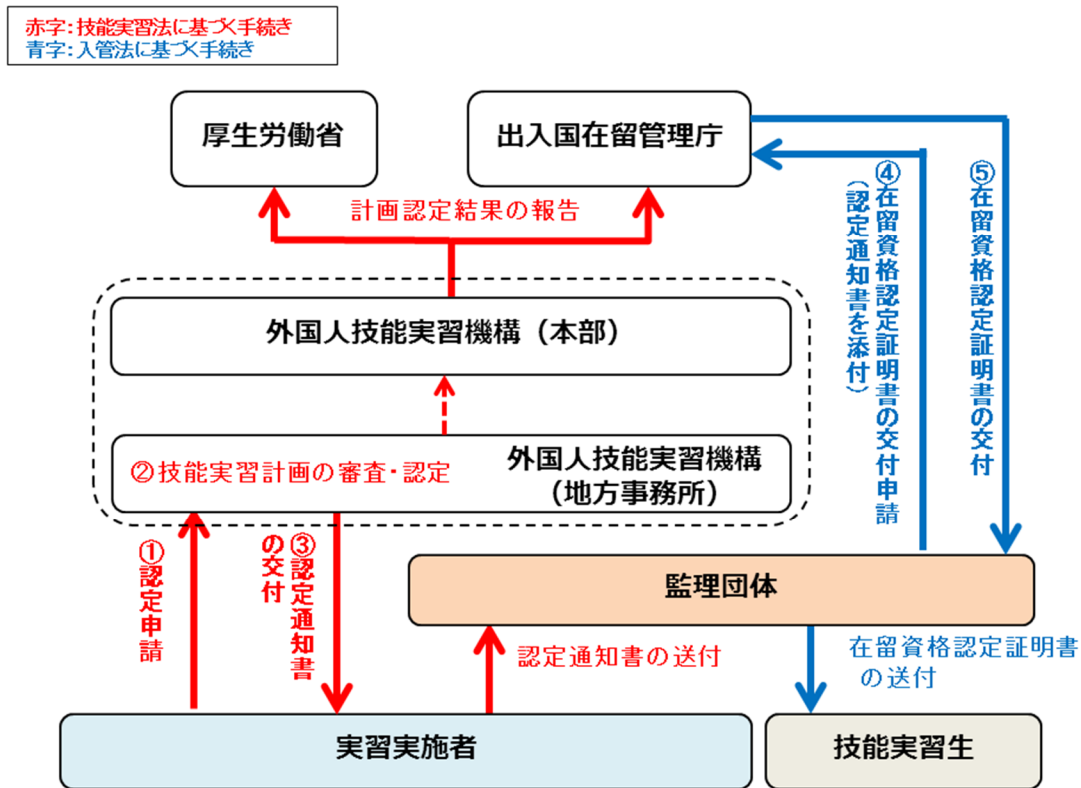 赤字：技能実習法に基づく手続き
青字：入管法に基づく手続き
厚生労働省
出入国在留管理庁
計画認定結果の報告
④在留資格認定証明書の交付申請
（認定通知書を添付）
⑤在留資格認定証明書の交付
外国人技能実習機構（本部）
②技能実習計画の審査・認定
外国人技能実習機構
（地方事務所）
①認定申請
③認定通知書
の交付
監理団体
認定通知書の送付
在留資格認定証明書
の送付
実習実施者
技能実習生